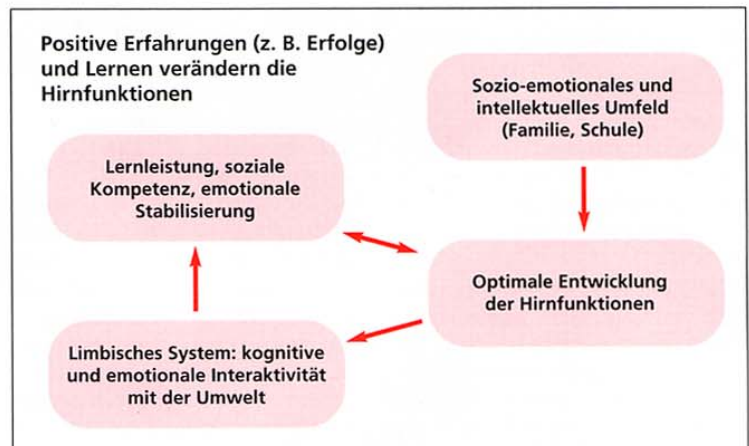 Positive Erfahrungen (z. B. Erfolge)
und Lernen verändern die
Hirnfunktionen
Sozio-emotionales und
intellektuelles Umfeld
(Familie, Schule)
Lernleistung, soziale
Kompetenz, emotionale
Stabilisierung
Optimale Entwicklung
der Hirnfunktionen
Limbisches System: kognitive
und emotionale Interaktivität
mit der Umwelt